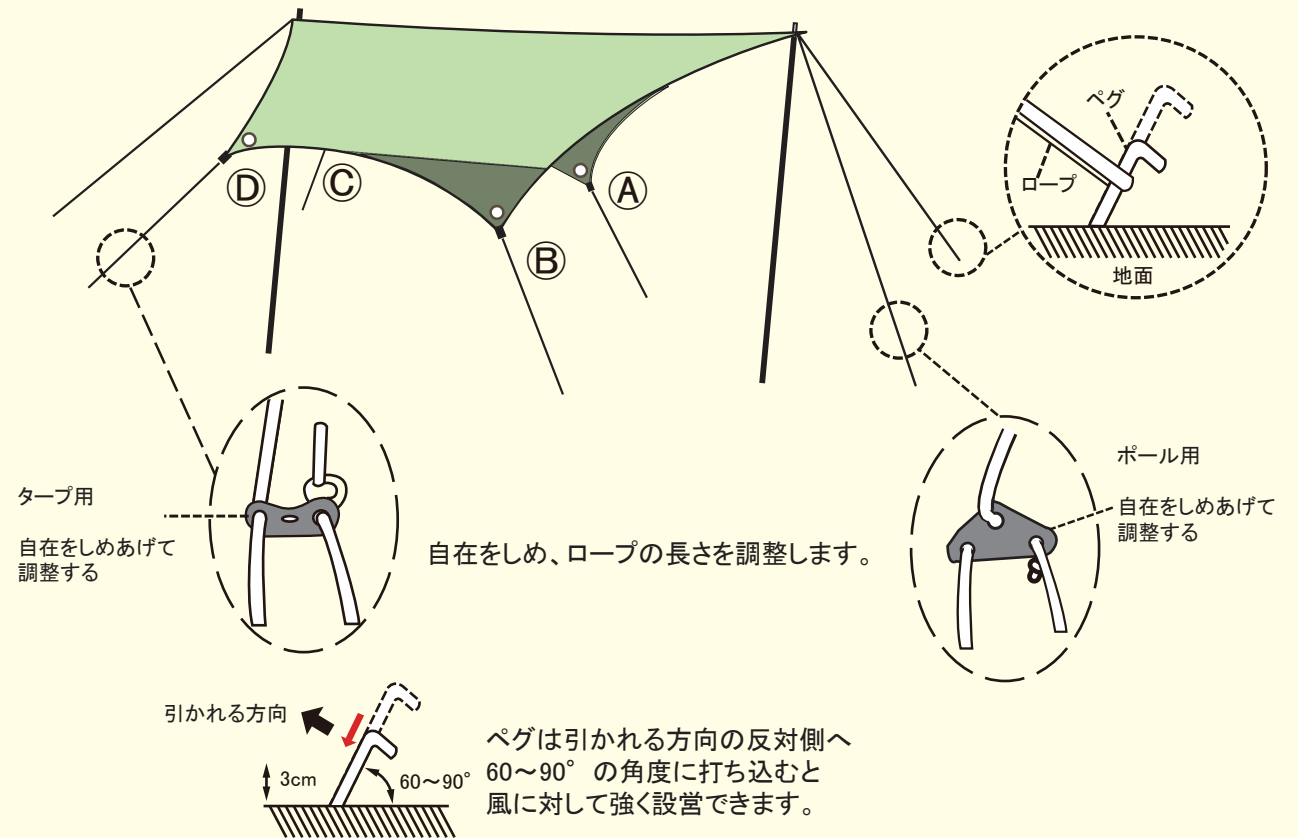 ペグ
ロープ
地面
Ⓐ
Ⓑ
Ⓒ
Ⓓ
タープ用
自在をしめあげて
調整する
自在をしめ、ロープの長さを調整します。
ポール用
自在をしめあげて
調整する
引かれる方向
3cm
60～90°
ペグは引かれる方向の反対側へ
60～90°の角度に打ち込むと
風に対して強く設営できます。